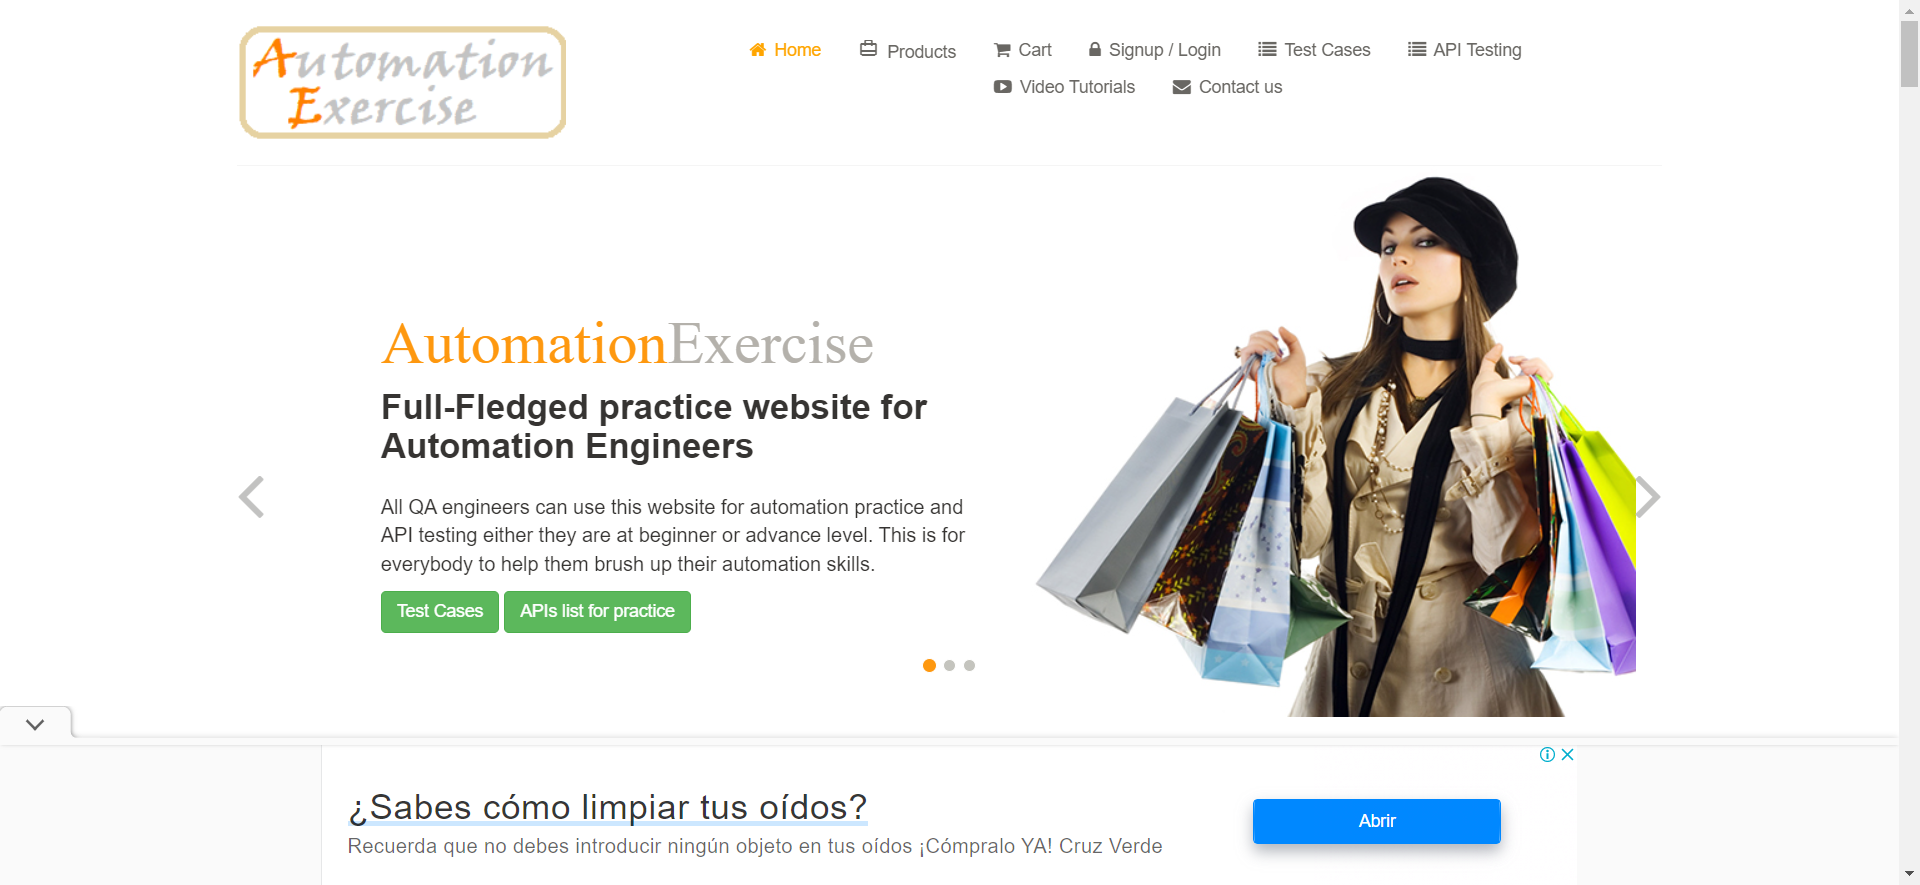 Automation
Exercise
Home
Products
Cart
Signup / Login
Test Cases
API Testing
Video Tutorials
Contact us
AutomationExercise
Full-Fledged practice website for
Automation Engineers
All QA engineers can use this website for automation practice and
API testing either they are at beginner or advance level. This is for
everybody to help them brush up their automation skills.
Test Cases
APIs list for practice
¿Sabes cómo limpiar tus oídos?
Recuerda que no debes introducir ningún objeto en tus oídos ¡Cómpralo YA! Cruz Verde
Abrir